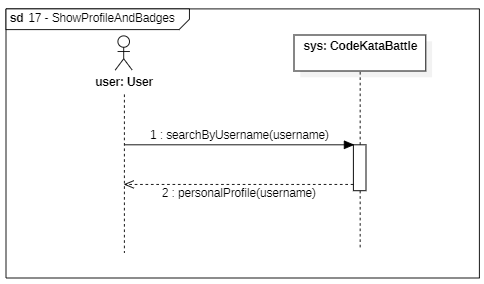 sd 17 - ShowProfileAndBadges
sys: CodeKataBattle
user: User
1 : searchByUsername(username)
2 : personalProfile(username)